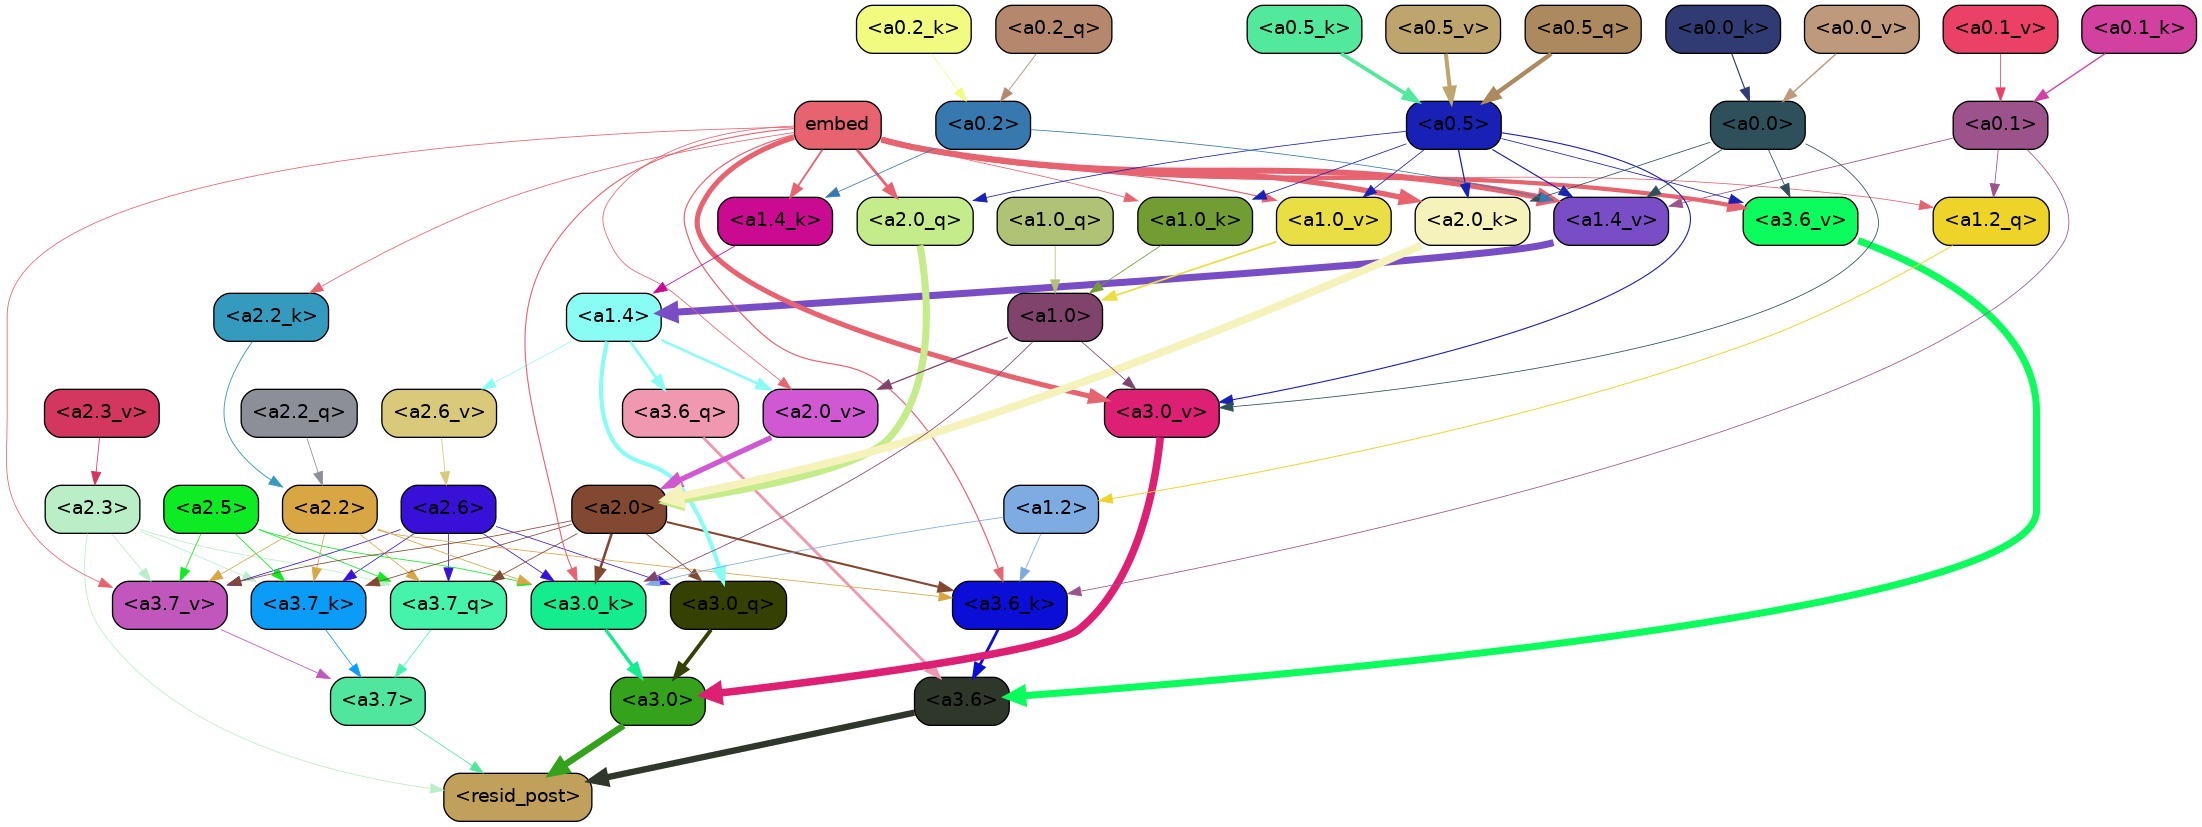 <a0.2_k>
<a0.2_q>
<a0.5_k>
<a0.5_v>
<a0.5_q>
<a0.0_k>
<a0.0_v>
<a0.1_v>
<a0.1_k>
embed
<a0.2>
<a0.5>
<a0.0>
<a0.1>
<a1.4_k>
<a2.0_q>
<a1.0_q>
<a1.0_k>
<a1.0_v>
<a2.0_k>
<a1.4_v>
<a3.6_v>
<a1.2_q>
<a2.2_k>
<a1.4>
<a1.0>
<a2.3_v>
<a2.2_q>
<a2.6_v>
<a3.6_q>
<a2.0_v>
<a3.0_v>
<a2.3>
<a2.5>
<a2.2>
<a2.6>
<a2.0>
<a1.2>
<a3.7_v>
<a3.7_k>
<a3.7_q>
<a3.0_k>
<a3.0_q>
<a3.6_k>
<a3.7>
<a3.0>
<a3.6>
<resid_post>